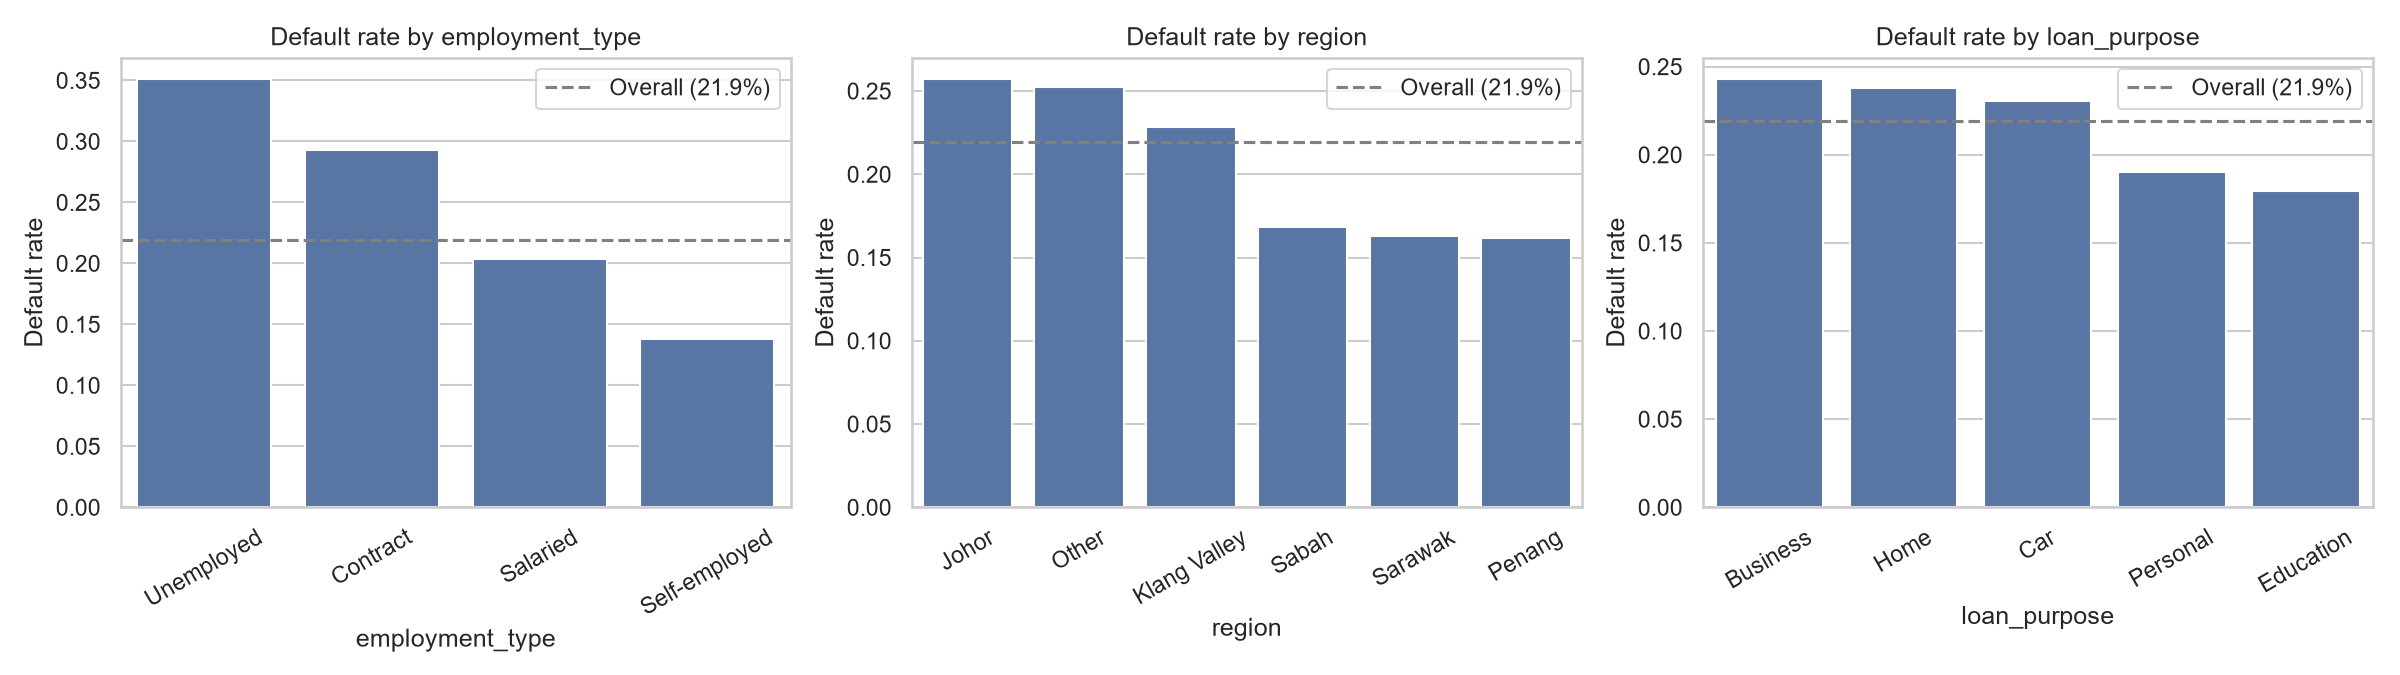 Default rate by employment_type
Overall (21.9%)
Default rate
0.35
0.30
0.25
0.20
0.15
0.10
0.05
0.00
Unemployed
Contract
Salaried
Self-employed
employment_type
Default rate by region
Overall (21.9%)
Default rate
0.25
0.20
0.15
0.10
0.05
0.00
Johor
Other
Klang Valley
Sabah
Sarawak
Penang
region
Default rate by loan_purpose
Overall (21.9%)
Default rate
0.25
0.20
0.15
0.10
0.05
0.00
Business
Home
Car
Personal
Education
loan_purpose